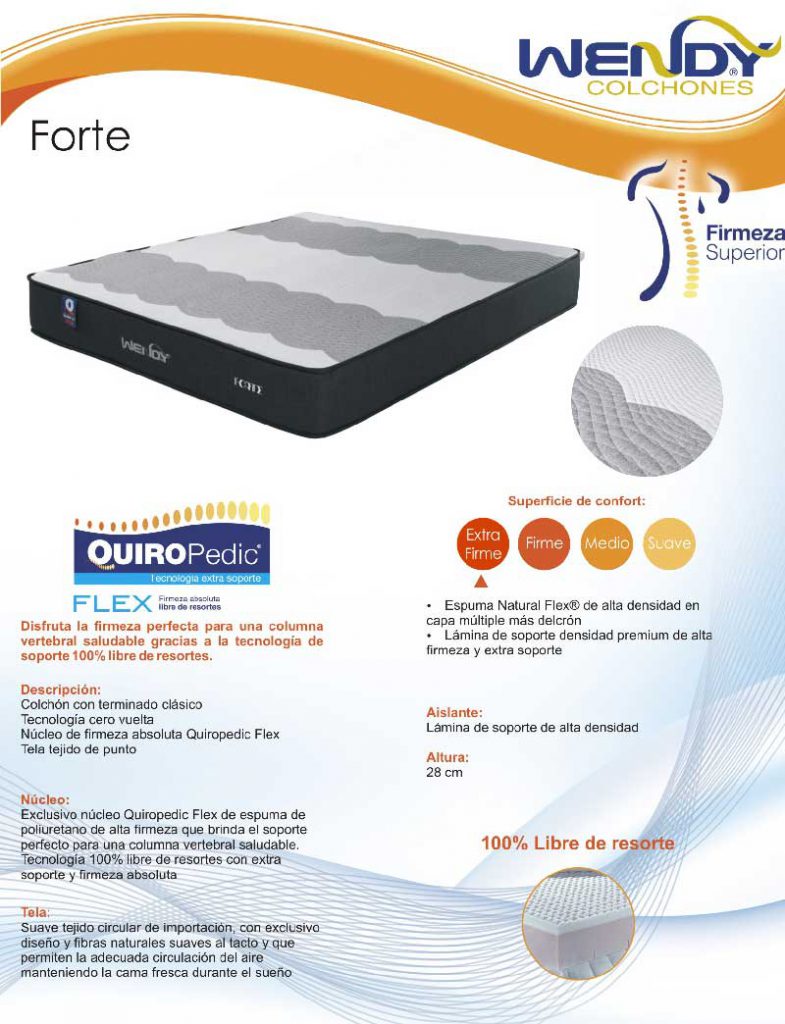 WENDY®
COLCHONES
Forte
Firmeza
Superior
WENDY
FORTE
Superficie de confort:
Extra
Firme
Firme
Medio
Suave
QUIROPedic®
Tecnología extra soporte
FLEX
Firmeza absoluta
libre de resortes
Disfruta la firmeza perfecta para una columna
vertebral saludable gracias a la tecnología de
soporte 100% libre de resortes.
• Espuma Natural Flex® de alta densidad en
capa múltiple más delcrón
• Lámina de soporte densidad premium de alta
firmeza y extra soporte
Descripción:
Colchón con terminado clásico
Tecnología cero vuelta
Núcleo de firmeza absoluta Quiropedic Flex
Tela tejido de punto
Aislante:
Lámina de soporte de alta densidad
Altura:
28 cm
Núcleo:
Exclusivo núcleo Quiropedic Flex de espuma de
poliuretano de alta firmeza que brinda el soporte
perfecto para una columna vertebral saludable.
Tecnología 100% libre de resortes con extra
soporte y firmeza absoluta
100% Libre de resorte
Tela:
Suave tejido circular de importación, con exclusivo
diseño y fibras naturales suaves al tacto y que
permiten la adecuada circulación del aire
manteniendo la cama fresca durante el sueño